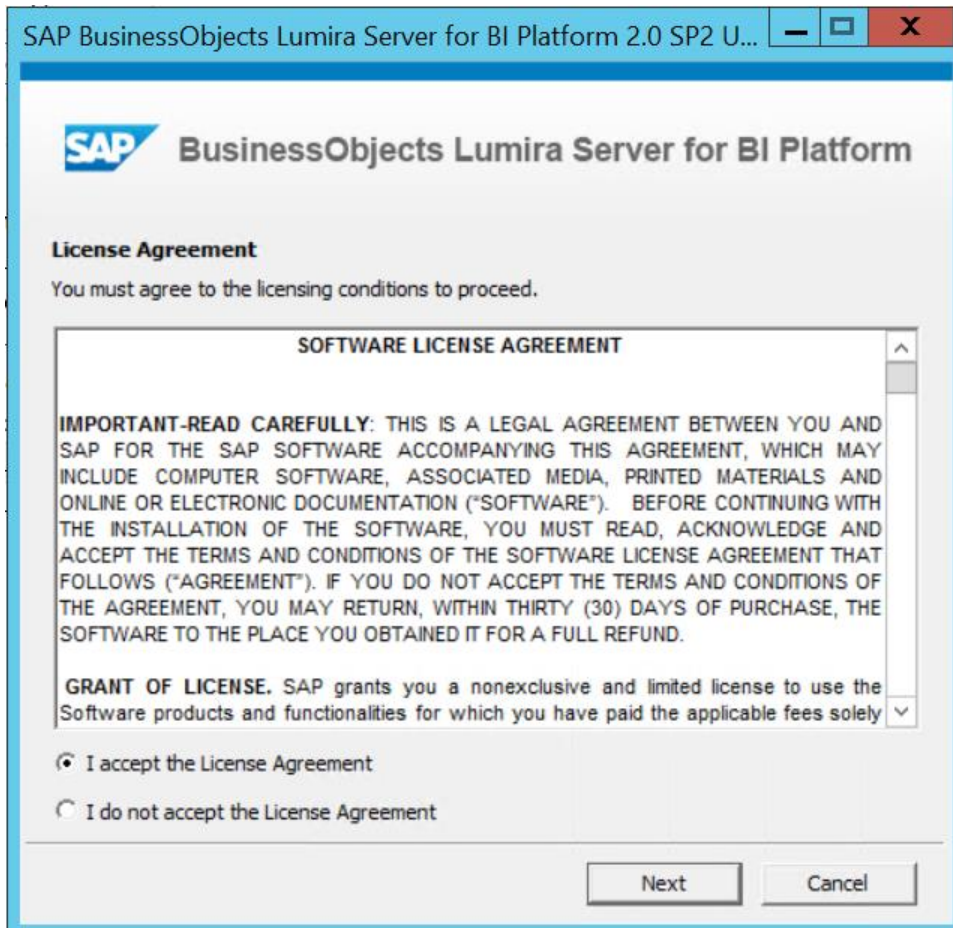 SAP BusinessObjects Lumira Server for BI Platform 2.0 SP2 U...
SAP BusinessObjects Lumira Server for BI Platform
License Agreement
You must agree to the licensing conditions to proceed.
SOFTWARE LICENSE AGREEMENT
IMPORTANT-READ CAREFULLY: THIS IS A LEGAL AGREEMENT BETWEEN YOU AND
SAP FOR THE SAP SOFTWARE ACCOMPANYING THIS AGREEMENT, WHICH MAY
INCLUDE COMPUTER SOFTWARE, ASSOCIATED MEDIA, PRINTED MATERIALS AND
ONLINE OR ELECTRONIC DOCUMENTATION (“SOFTWARE”). BEFORE CONTINUING WITH
THE INSTALLATION OF THE SOFTWARE, YOU MUST READ, ACKNOWLEDGE AND
ACCEPT THE TERMS AND CONDITIONS OF THE SOFTWARE LICENSE AGREEMENT THAT
FOLLOWS (“AGREEMENT”). IF YOU DO NOT ACCEPT THE TERMS AND CONDITIONS OF
THE AGREEMENT, YOU MAY RETURN, WITHIN THIRTY (30) DAYS OF PURCHASE, THE
SOFTWARE TO THE PLACE YOU OBTAINED IT FOR A FULL REFUND.
GRANT OF LICENSE. SAP grants you a nonexclusive and limited license to use the
Software products and functionalities for which you have paid the applicable fees solely
I accept the License Agreement
I do not accept the License Agreement
Next Cancel